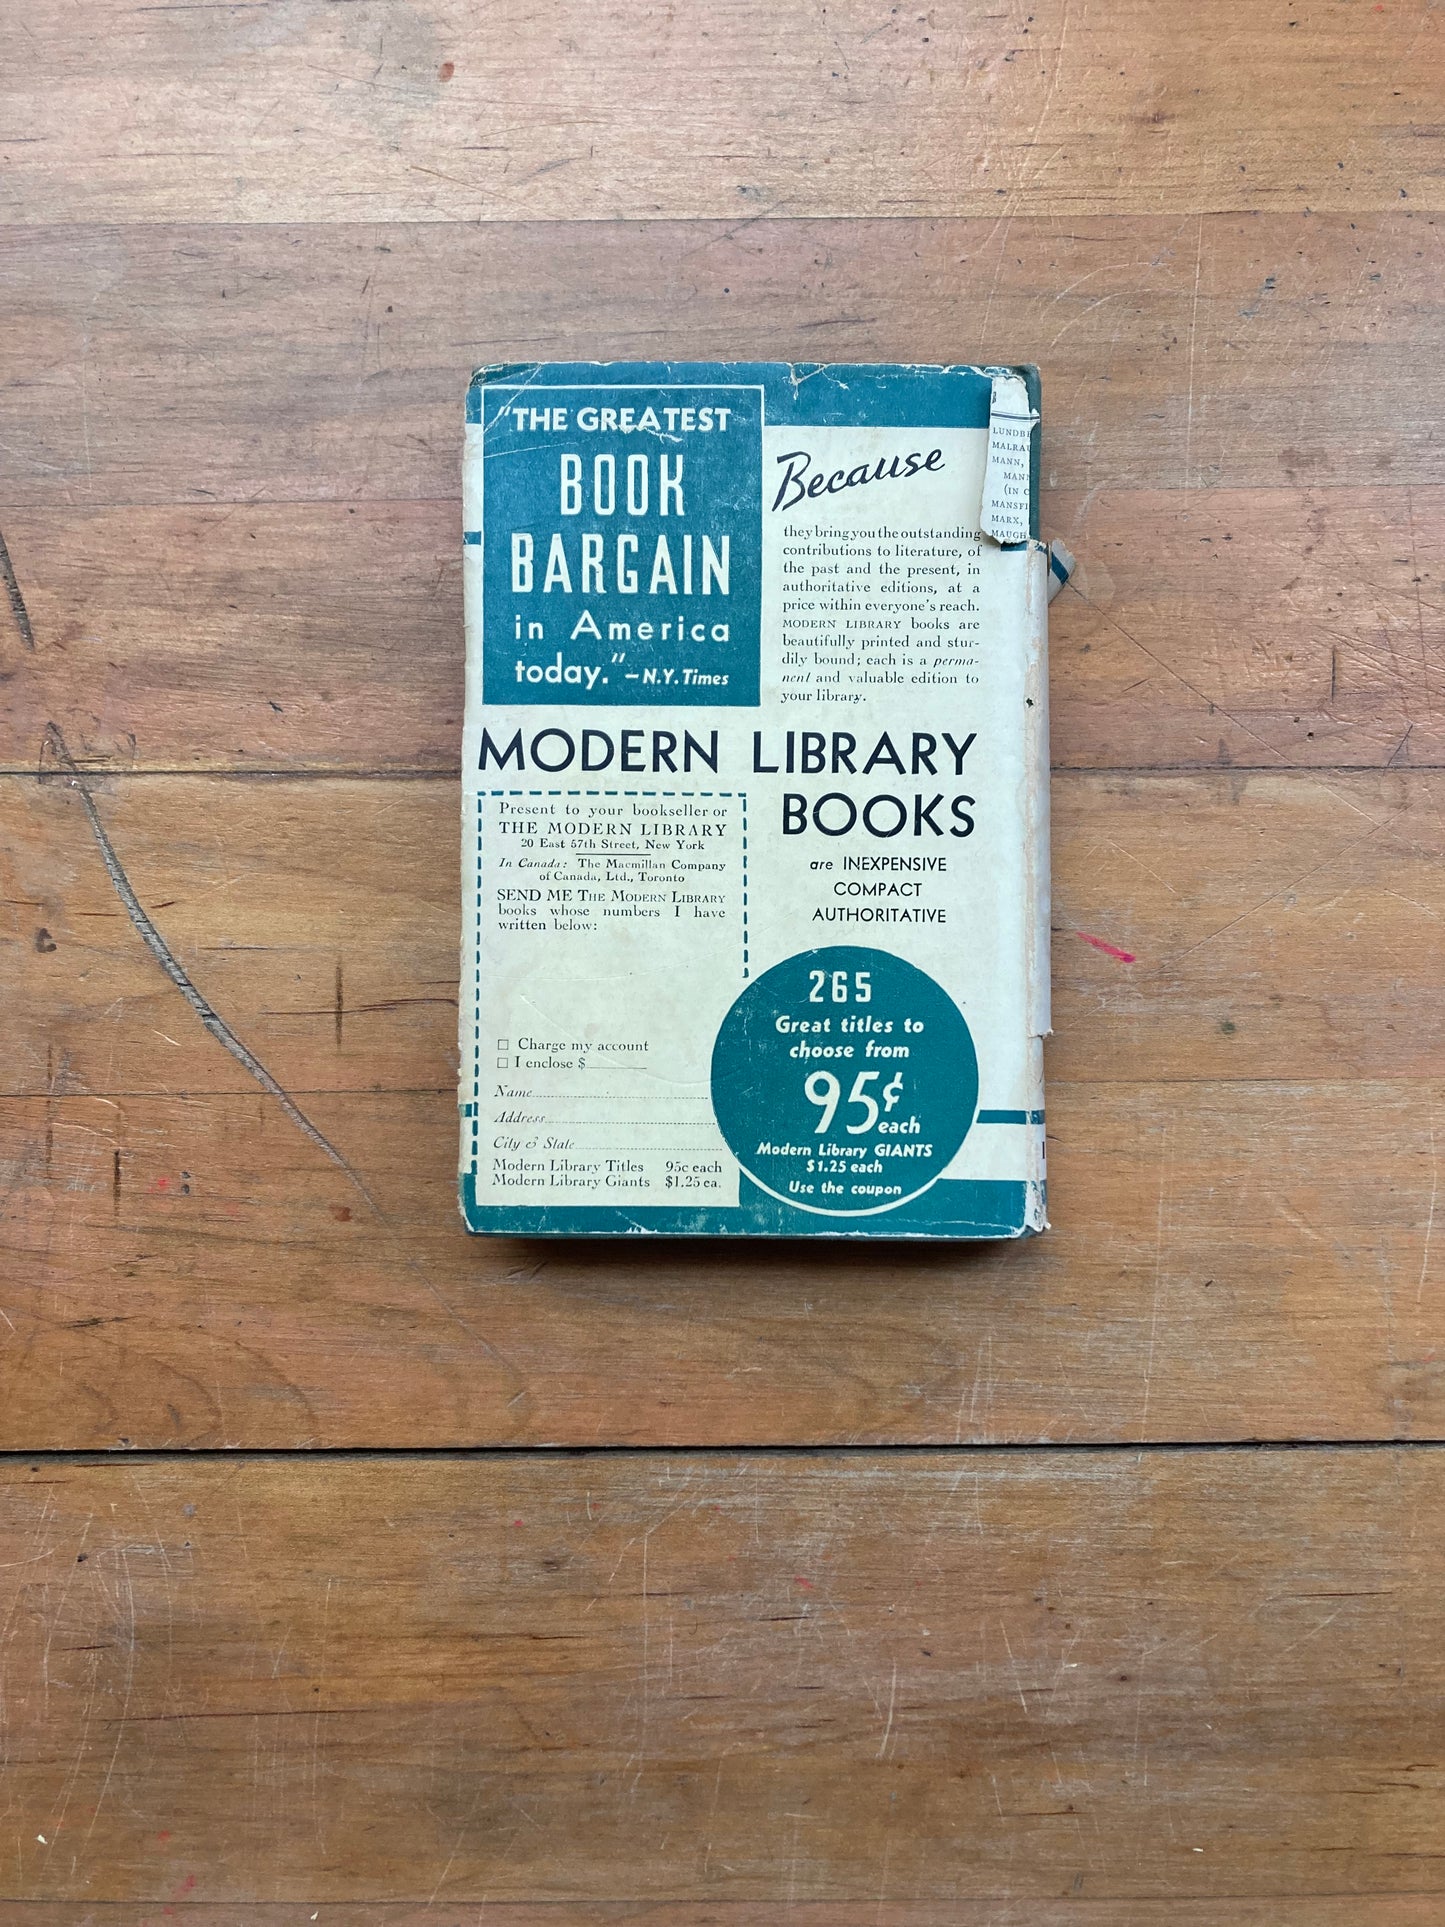 "THE GREATEST
BOOK
BARGAIN
in America
today." – N.Y. Times
Because
they bring you the outstanding
contributions to literature, of
the past and the present, in
authoritative editions, at a
price within everyone's reach.
MODERN LIBRARY books are
beautifully printed and stur-
dily bound; each is a perma-
nent and valuable edition to
your library.
LUNDBE
MALRAU
MANN,
MANN
(IN C
MANSFI
MARX,
MAUGH
MODERN LIBRARY
BOOKS
are INEXPENSIVE
COMPACT
AUTHORITATIVE
Present to your bookseller or
THE MODERN LIBRARY
20 East 57th Street, New York
In Canada: The Macmillan Company
of Canada, Ltd., Toronto
SEND ME THE MODERN LIBRARY
books whose numbers I have
written below:
☐ Charge my account
☐ I enclose $
Name
Address
City & State
Modern Library Titles 95c each
Modern Library Giants $1.25 ea.
265
Great titles to
choose from
95¢
each
Modern Library GIANTS
$1.25 each
Use the coupon